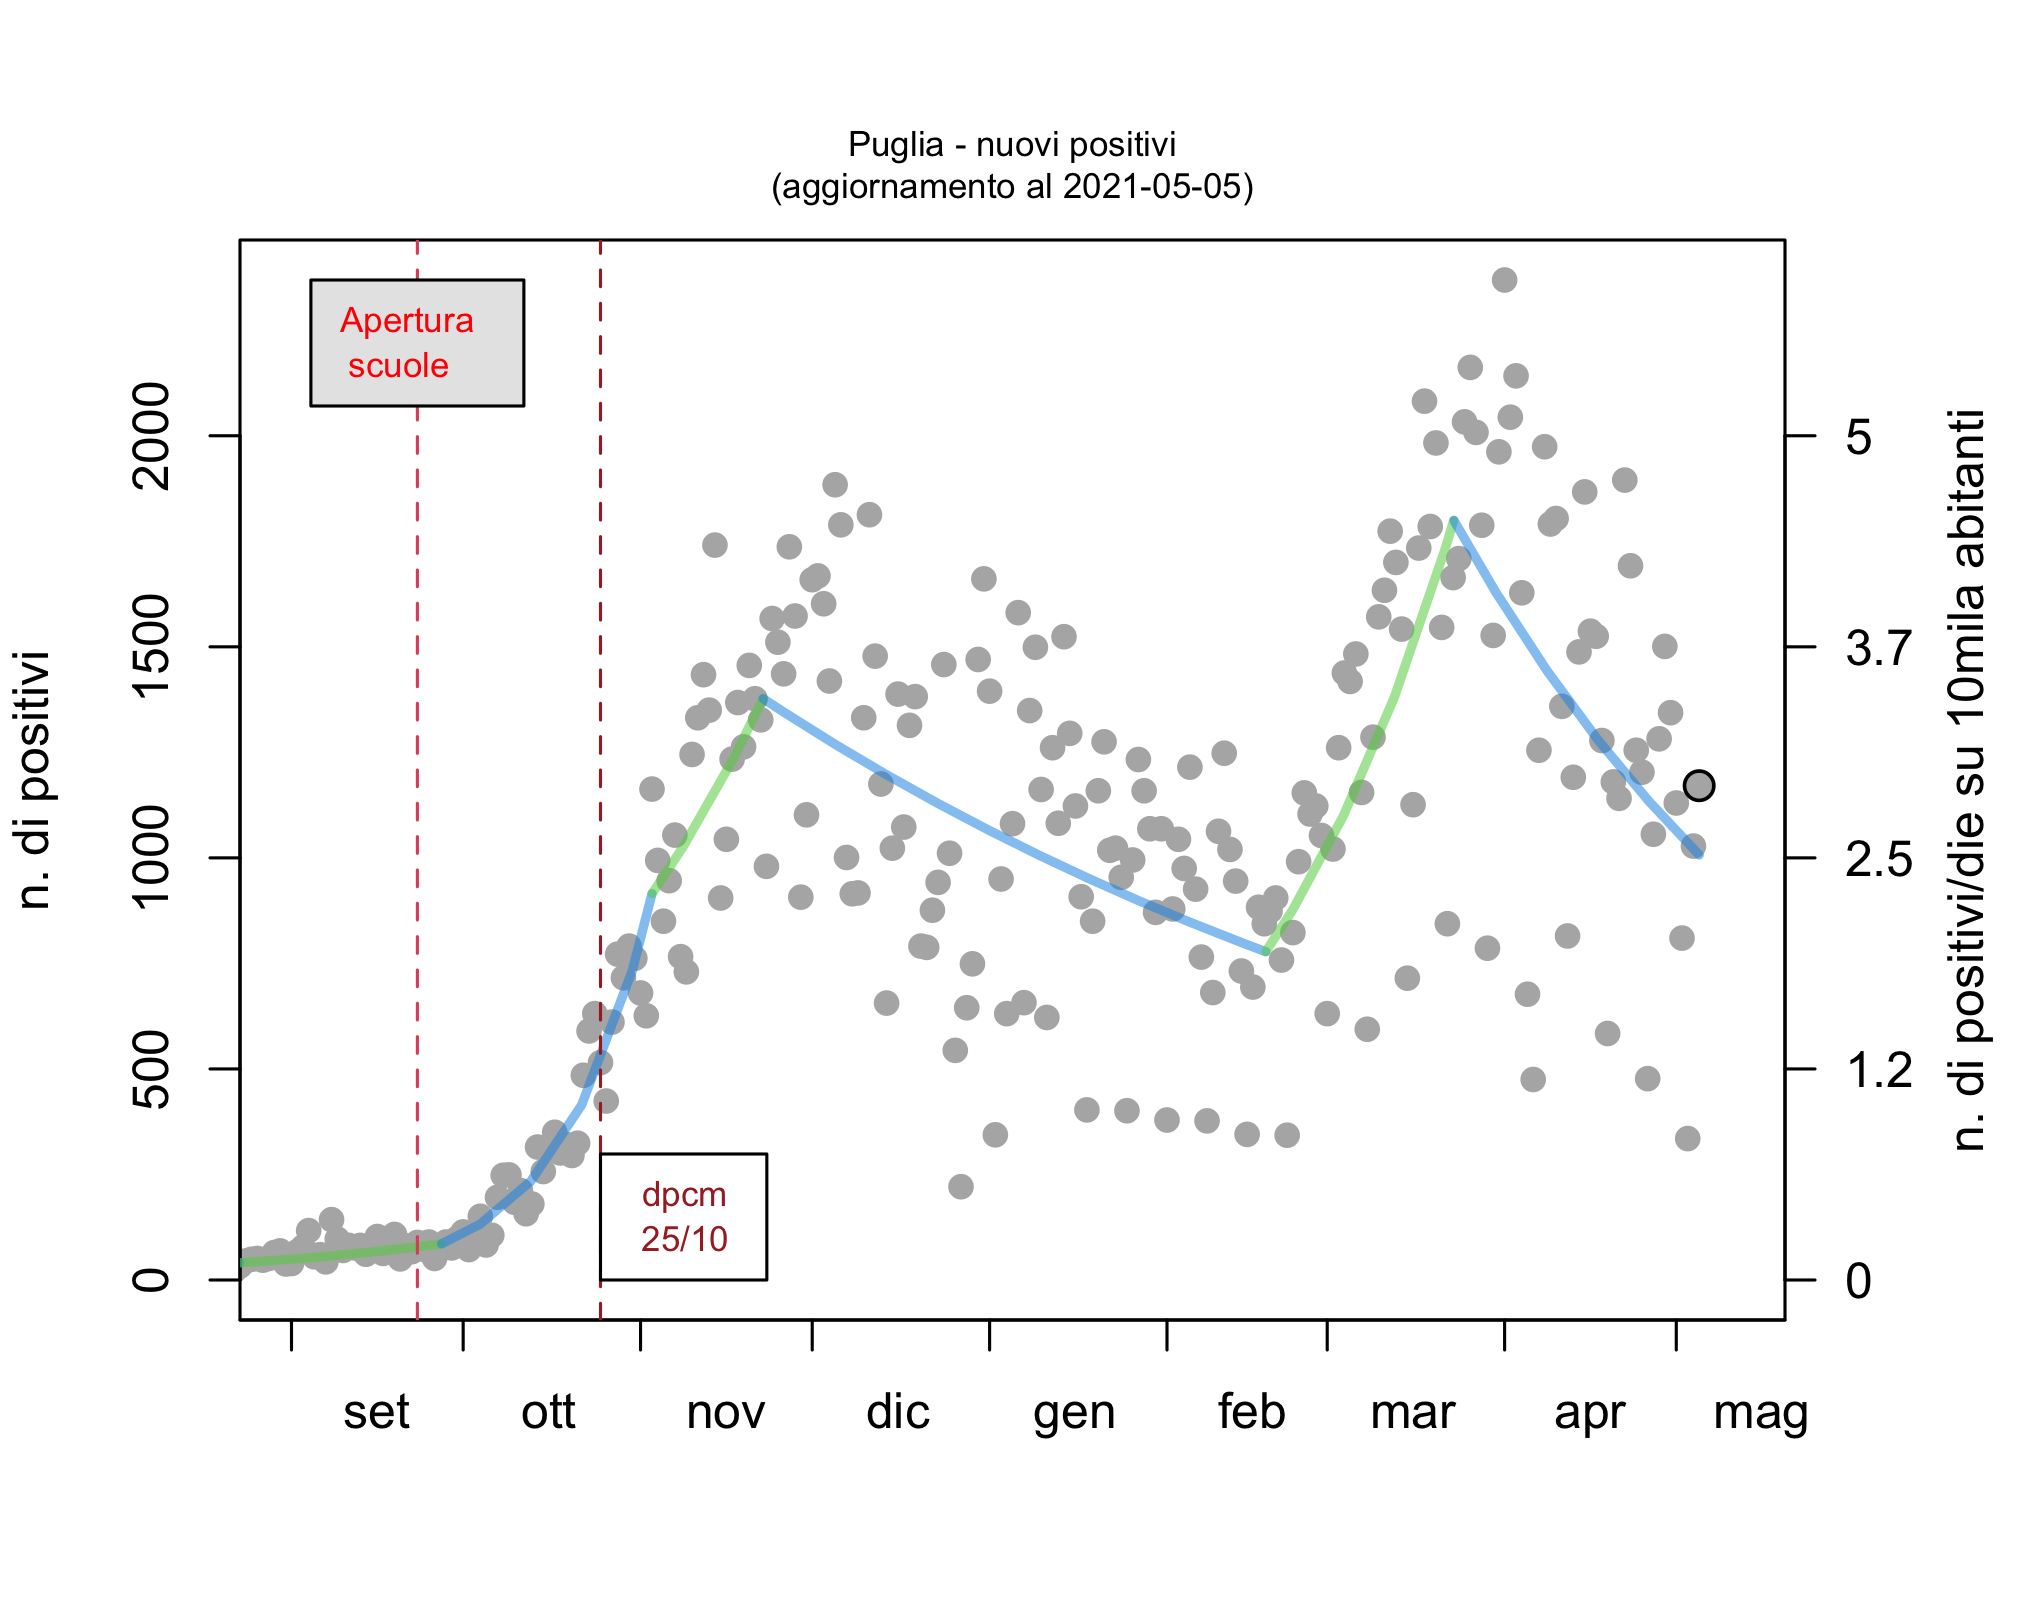 Puglia - nuovi positivi
(aggiornamento al 2021-05-05)
Apertura
scuole
dpcm
25/10
n. di positivi
0
500
1000
1500
2000
n. di positivi/die su 10mila abitanti
0
1.2
2.5
3.7
5
set ott nov dic gen feb mar apr mag